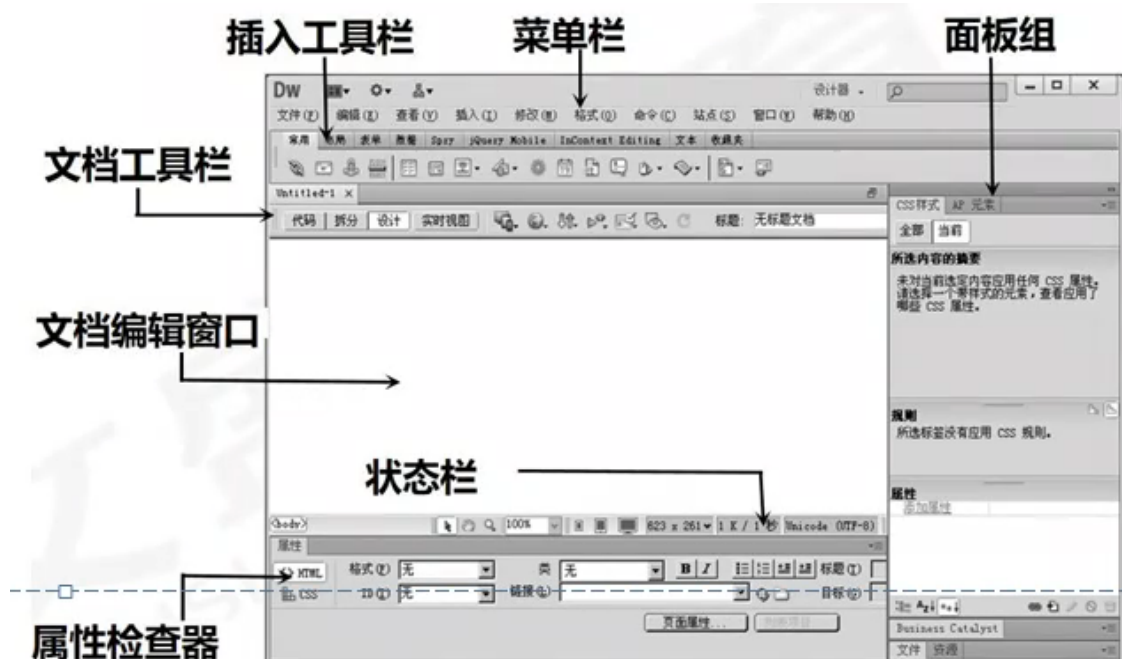 插入工具栏 菜单栏 面板组
Dw 设计器
文件(F) 编辑(E) 查看(V) 插入(I) 修改(M) 格式(O) 命令(C) 站点(S) 窗口(W) 帮助(H)
常用 布局 表单 数据 Spry jQuery Mobile InContext Editing 文本 收藏夹
文档工具栏
Untitled-1 ×
CSS样式 AP 元素
代码 拆分 设计 实时视图 标题: 无标题文档
全部 当前
所选内容的摘要
未对当前选定内容应用任何 CSS 属性。
请选择一个带样式的元素,查看应用了
哪些 CSS 属性。
文档编辑窗口
规则
所选标签没有应用 CSS 规则。
状态栏
属性
添加属性
<body> 100% 623 x 261 1 K / 1 秒 Unicode (UTF-8)
属性
<> HTML 格式(F) 无 类 无 B I 标题(T)
CSS ID(I) 无 链接(L) 目标(G)
页面属性...
Business Catalyst
属性检查器
文件 资源